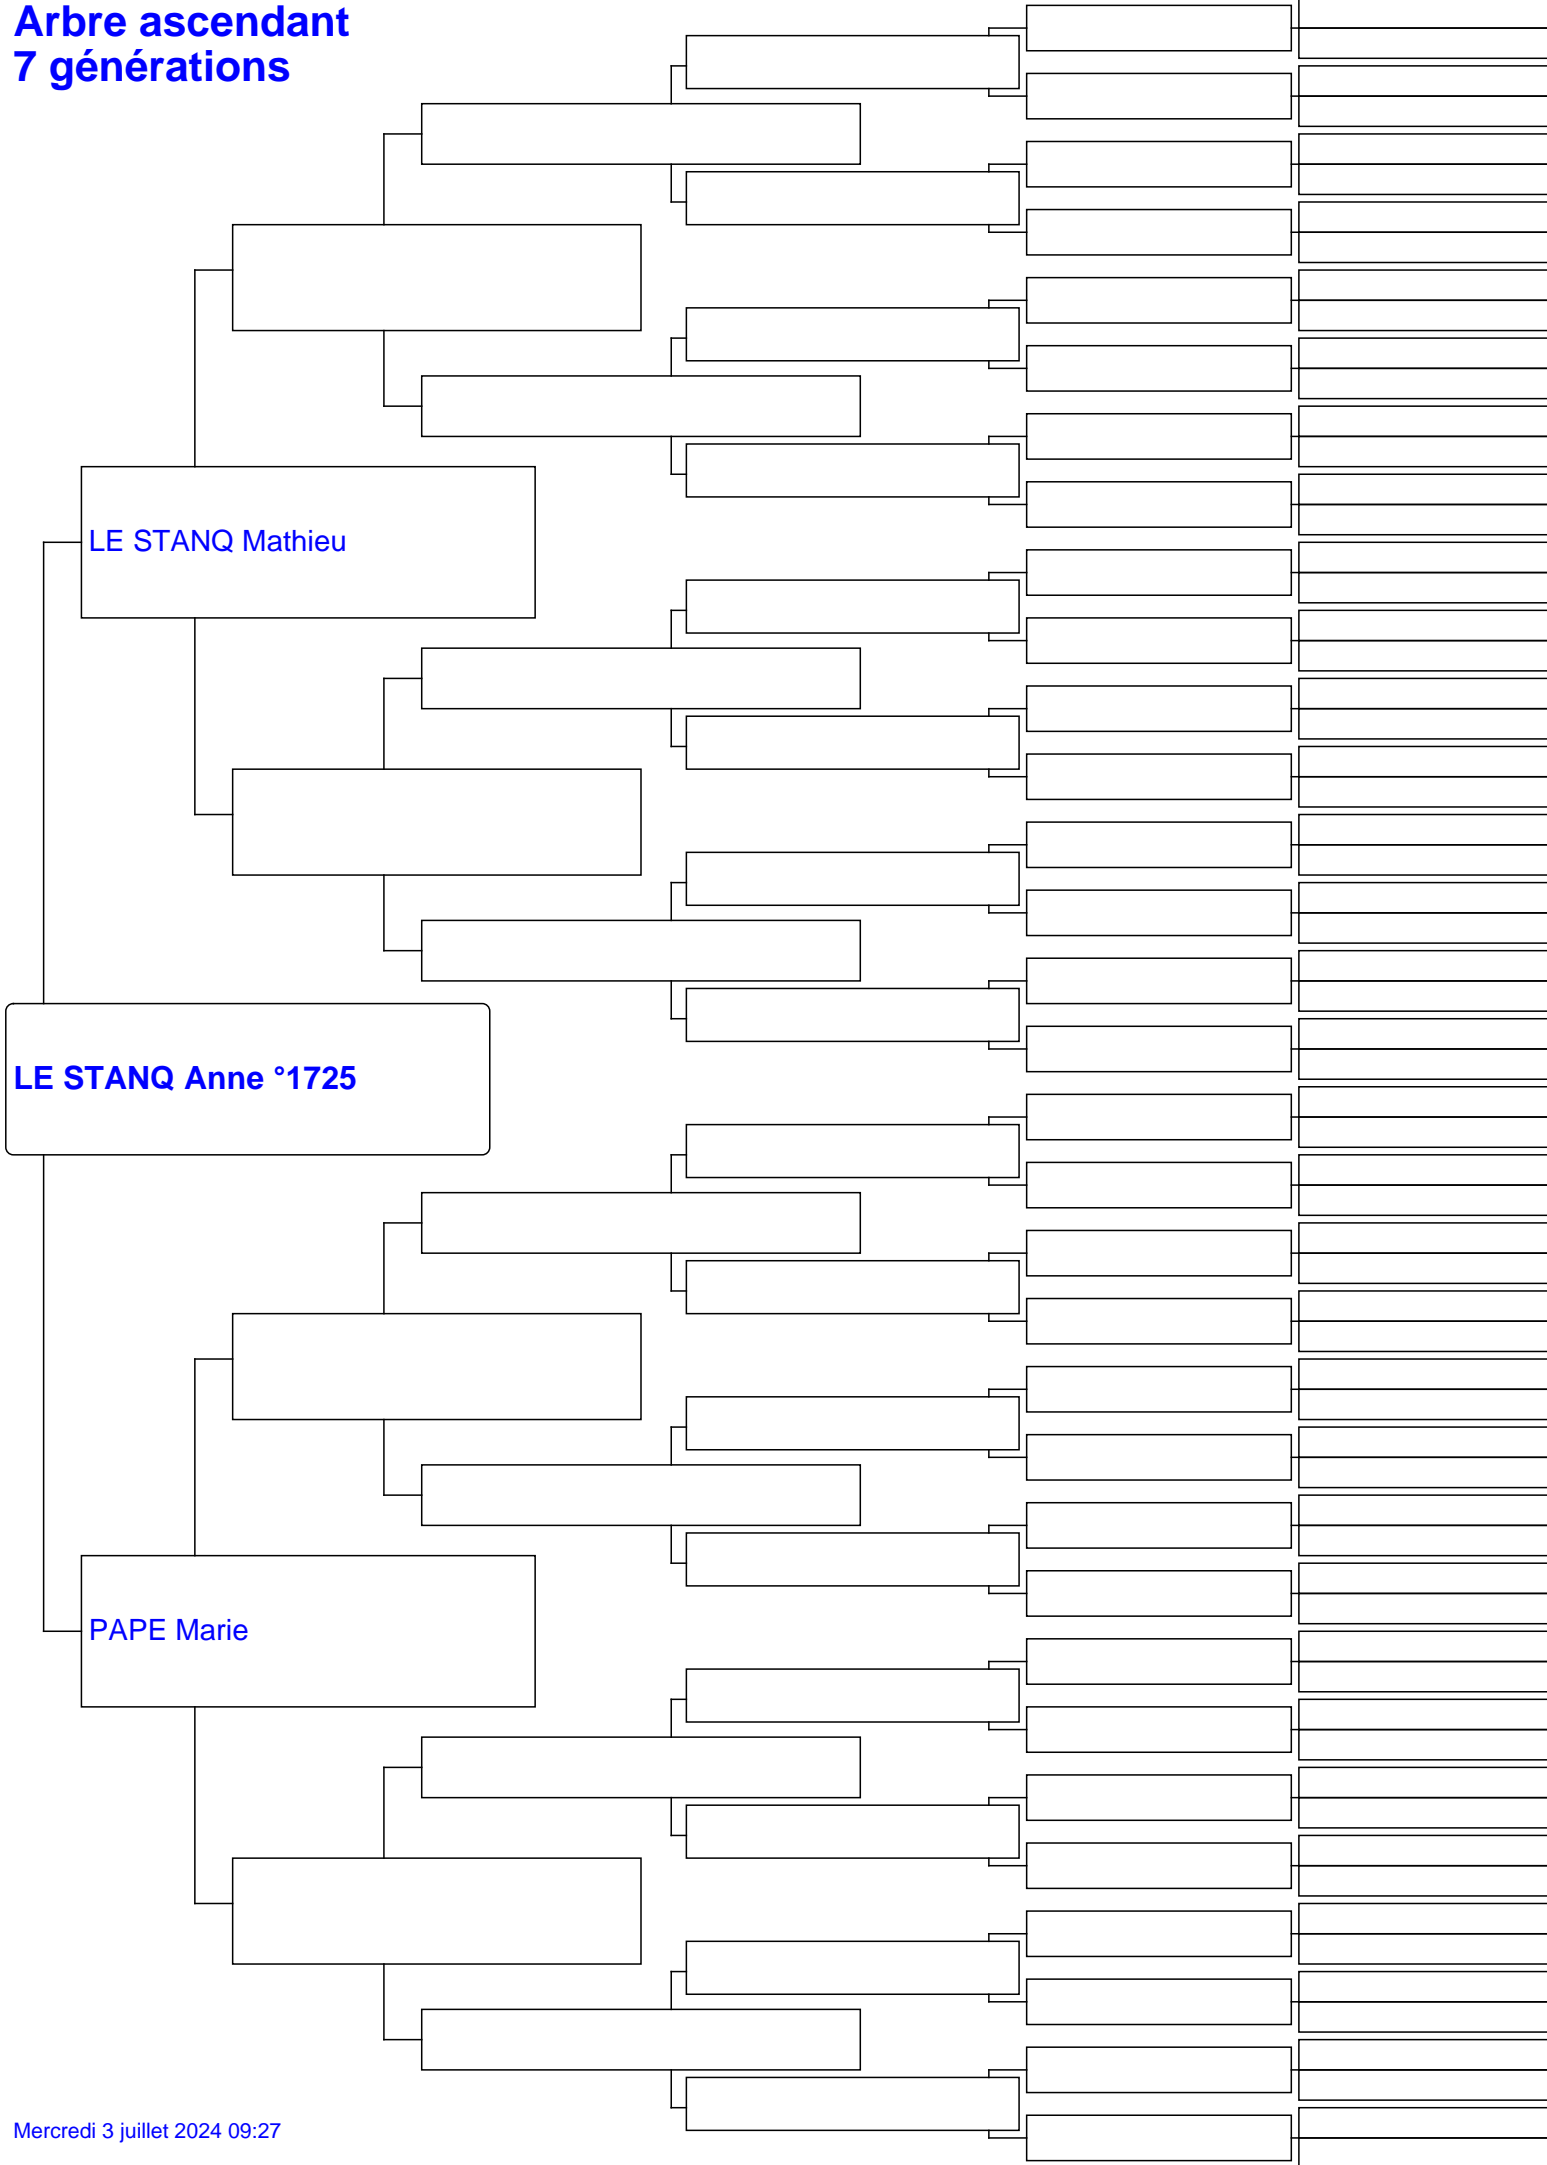 Arbre ascendant
7 générations
LE STANQ Mathieu
LE STANQ Anne °1725
PAPE Marie
Mercredi 3 juillet 2024 09:27